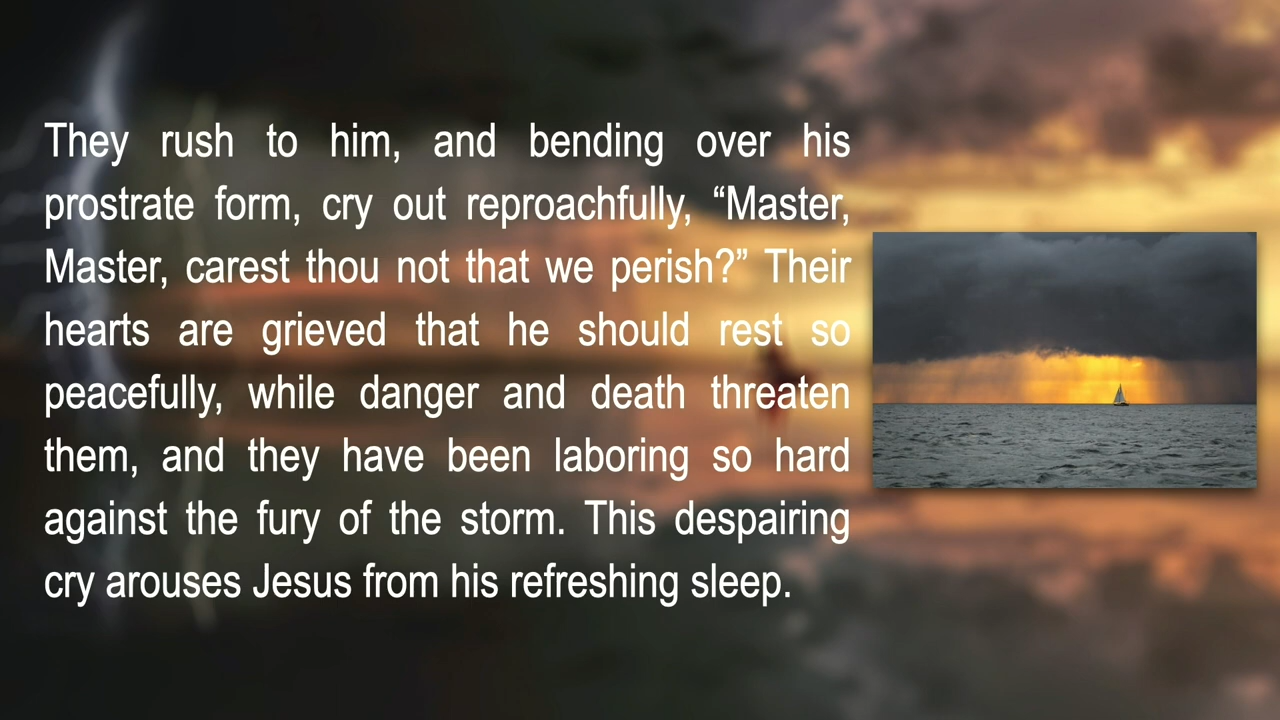 They rush to him, and bending over his
prostrate form, cry out reproachfully, “Master,
Master, carest thou not that we perish?” Their
hearts are grieved that he should rest so
peacefully, while danger and death threaten
them, and they have been laboring so hard
against the fury of the storm. This despairing
cry arouses Jesus from his refreshing sleep.